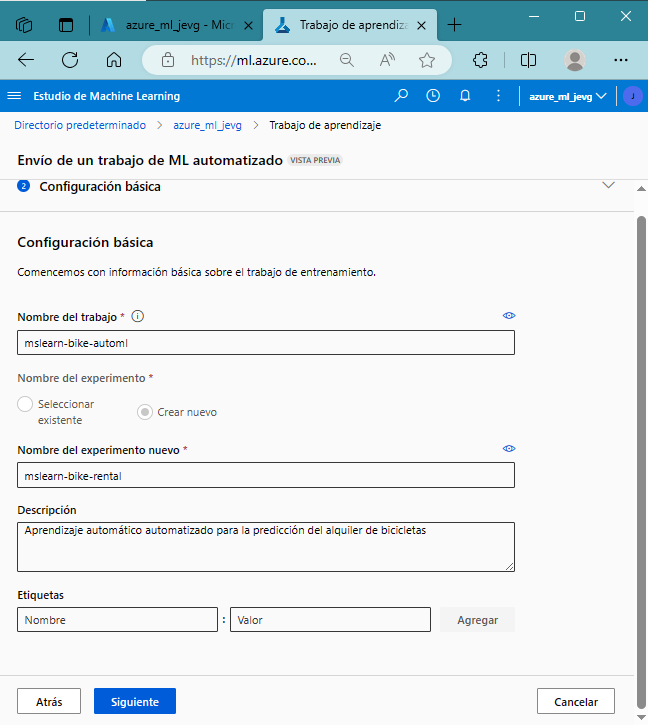 azure_ml_jevg - Micr
Trabajo de aprendiza
https://ml.azure.co...
Estudio de Machine Learning
azure_ml_jevg
J
Directorio predeterminado > azure_ml_jevg > Trabajo de aprendizaje
Envío de un trabajo de ML automatizado VISTA PREVIA
2 Configuración básica
Configuración básica
Comencemos con información básica sobre el trabajo de entrenamiento.
Nombre del trabajo *
mslearn-bike-automl
Nombre del experimento *
Seleccionar existente
Crear nuevo
Nombre del experimento nuevo *
mslearn-bike-rental
Descripción
Aprendizaje automático automatizado para la predicción del alquiler de bicicletas
Etiquetas
Nombre : Valor Agregar
Atrás Siguiente Cancelar